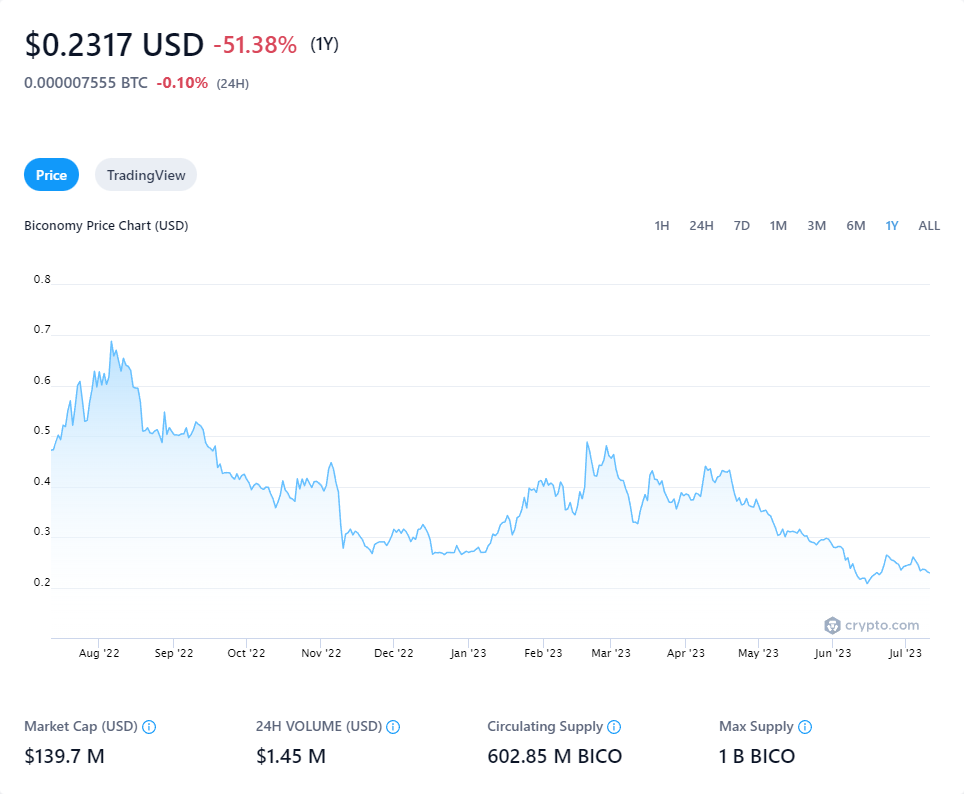 $0.2317 USD -51.38% (1Y)
0.000007555 BTC -0.10% (24H)
Price TradingView
Biconomy Price Chart (USD) 1H 24H 7D 1M 3M 6M 1Y ALL
0.8
0.7
0.6
0.5
0.4
0.3
0.2
crypto.com
Aug '22 Sep '22 Oct '22 Nov '22 Dec '22 Jan '23 Feb '23 Mar '23 Apr '23 May '23 Jun '23 Jul '23
Market Cap (USD) 24H VOLUME (USD) Circulating Supply Max Supply
$139.7 M $1.45 M 602.85 M BICO 1 B BICO